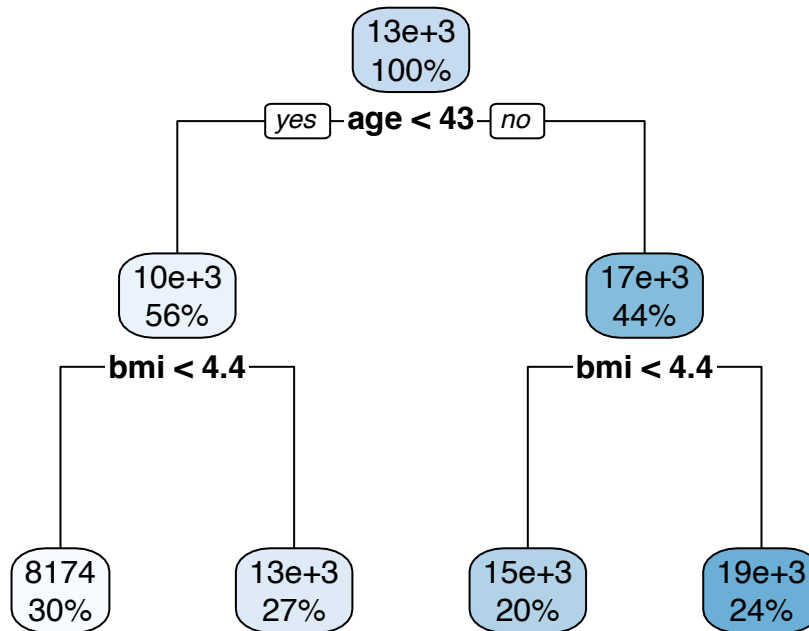 13e+3
100%
yes age < 43 no
10e+3
56%
17e+3
44%
bmi < 4.4
bmi < 4.4
8174
30%
13e+3
27%
15e+3
20%
19e+3
24%